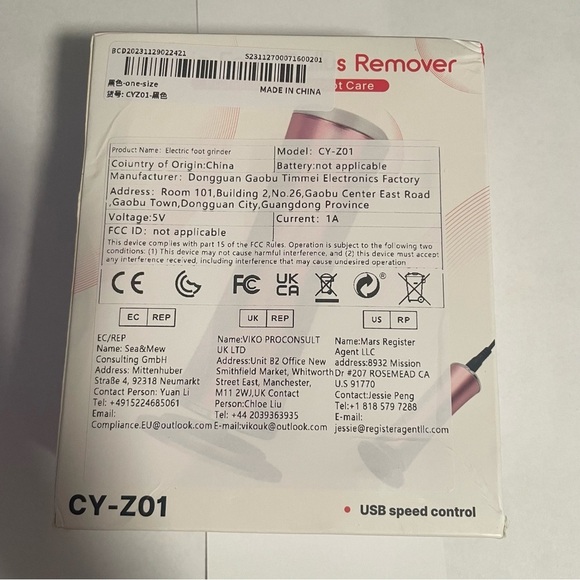 BCD20231129022421
S23112700071600201
黑色-one-size
货号: CYZ01-黑色
MADE IN CHINA
s Remover
ot Care
Product Name: Electric foot grinder
Model: CY-Z01
Coiuntry of Origin:China
Battery:not applicable
Manufacturer: Dongguan Gaobu Timmei Electronics Factory
Address: Room 101,Building 2,No.26,Gaobu Center East Road
,Gaobu Town,Dongguan City,Guangdong Province
Voltage:5V
Current: 1A
FCC ID: not applicable
This device complies with part 15 of the FCC Rules. Operation is subject to the following two
conditions: (1) This device may not cause harmful interference, and (2) this device must accept
any interference received, including interference that may cause undesired operation
CE
FC
UK
CA
EC REP
UK REP
US RP
EC/REP
Name: Sea&Mew
Consulting GmbH
Address: Mittenhuber
Straße 4, 92318 Neumarkt
Contact Person: Yuan Li
Tel: +4915224685061
Email:
Compliance.EU@outlook.com
Name:VIKO PROCONSULT
UK LTD
Address:Unit B2 Office New
Smithfield Market, Whitworth
Street East, Manchester,
M11 2WJ,UK Contact
Person:Chloe Liu
Tel: +44 2039363935
E-mail:vikouk@outlook.com
Name:Mars Register
Agent LLC
address:8932 Mission
Dr #207 ROSEMEAD CA
U.S 91770
Contact:Jessie Peng
Tel:+1 818 579 7288
Email:
jessie@registeragentllc.com
CY-Z01
• USB speed control